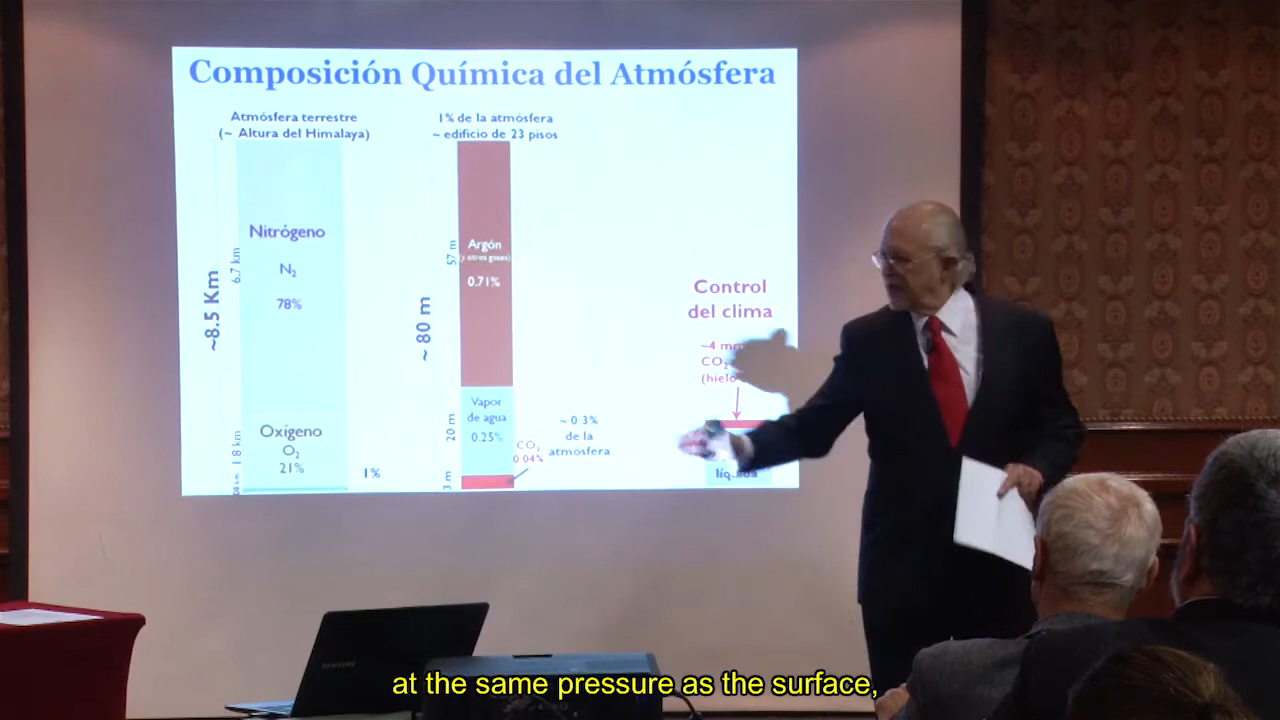 Composición Química del Atmósfera
Atmósfera terrestre
(~ Altura del Himalaya)
~8.5 Km
6.7 km
Nitrógeno
N₂
78%
1.8 km
Oxígeno
O₂
21%
1%
1% de la atmósfera
~ edificio de 23 pisos
~ 80 m
57 m
Argón
(y otros gases)
0.71%
20 m
Vapor
de agua
0.25%
3 m
CO₂
0.04%
~ 0.3%
de la
atmósfera
Control
del clima
~4
CO₂
(hielo
SAMSUNG
at the same pressure as the surface,